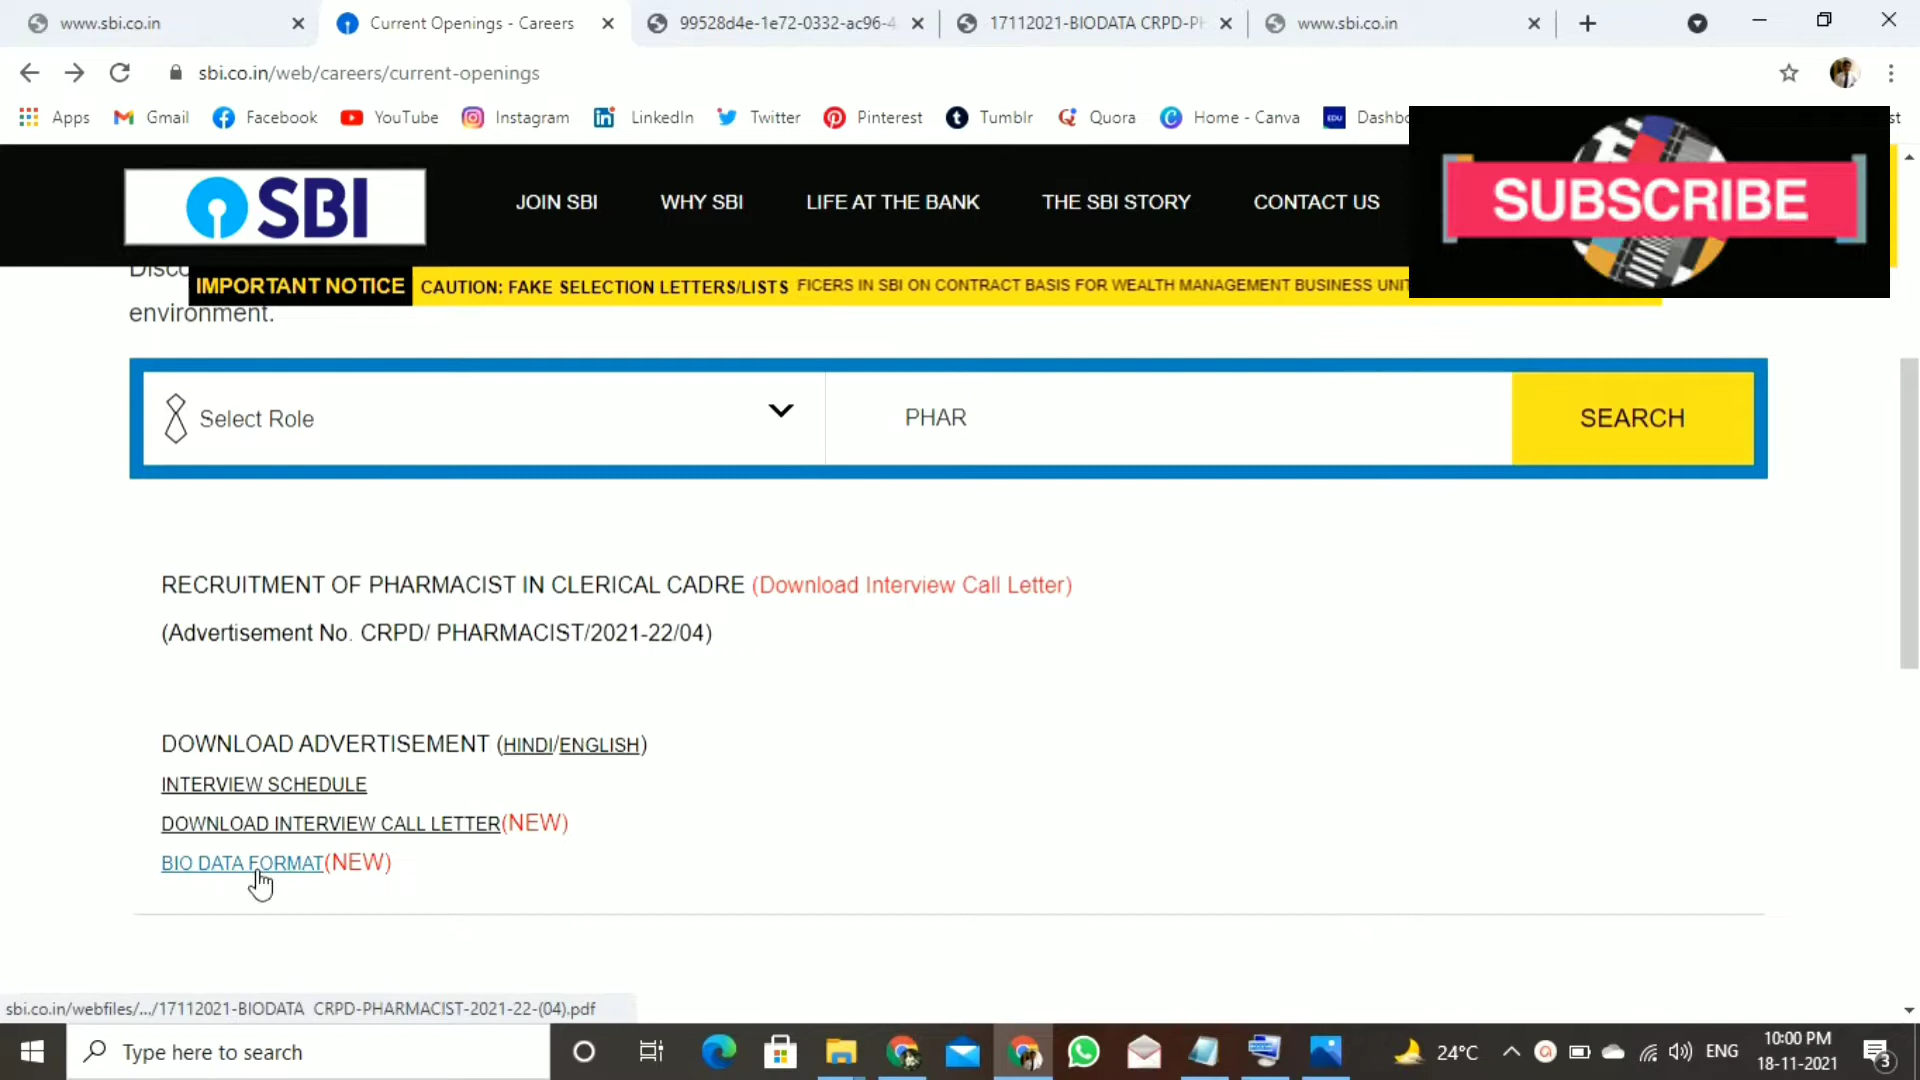 www.sbi.co.in
Current Openings - Careers
99528d4e-1e72-0332-ac96-4
17112021-BIODATA CRPD-PH
www.sbi.co.in
sbi.co.in/web/careers/current-openings
Apps
Gmail
Facebook
YouTube
Instagram
LinkedIn
Twitter
Pinterest
Tumblr
Quora
Home - Canva
EDU
Dashbo
st
SBI
JOIN SBI
WHY SBI
LIFE AT THE BANK
THE SBI STORY
CONTACT US
SUBSCRIBE
IMPORTANT NOTICE
CAUTION: FAKE SELECTION LETTERS/LISTS
FICERS IN SBI ON CONTRACT BASIS FOR WEALTH MANAGEMENT BUSINESS UNIT
environment.
Select Role
PHAR
SEARCH
RECRUITMENT OF PHARMACIST IN CLERICAL CADRE (Download Interview Call Letter)
(Advertisement No. CRPD/ PHARMACIST/2021-22/04)
DOWNLOAD ADVERTISEMENT (HINDI/ENGLISH)
INTERVIEW SCHEDULE
DOWNLOAD INTERVIEW CALL LETTER(NEW)
BIO DATA FORMAT(NEW)
sbi.co.in/webfiles/.../17112021-BIODATA CRPD-PHARMACIST-2021-22-(04).pdf
Type here to search
24°C
ENG
10:00 PM
18-11-2021
3